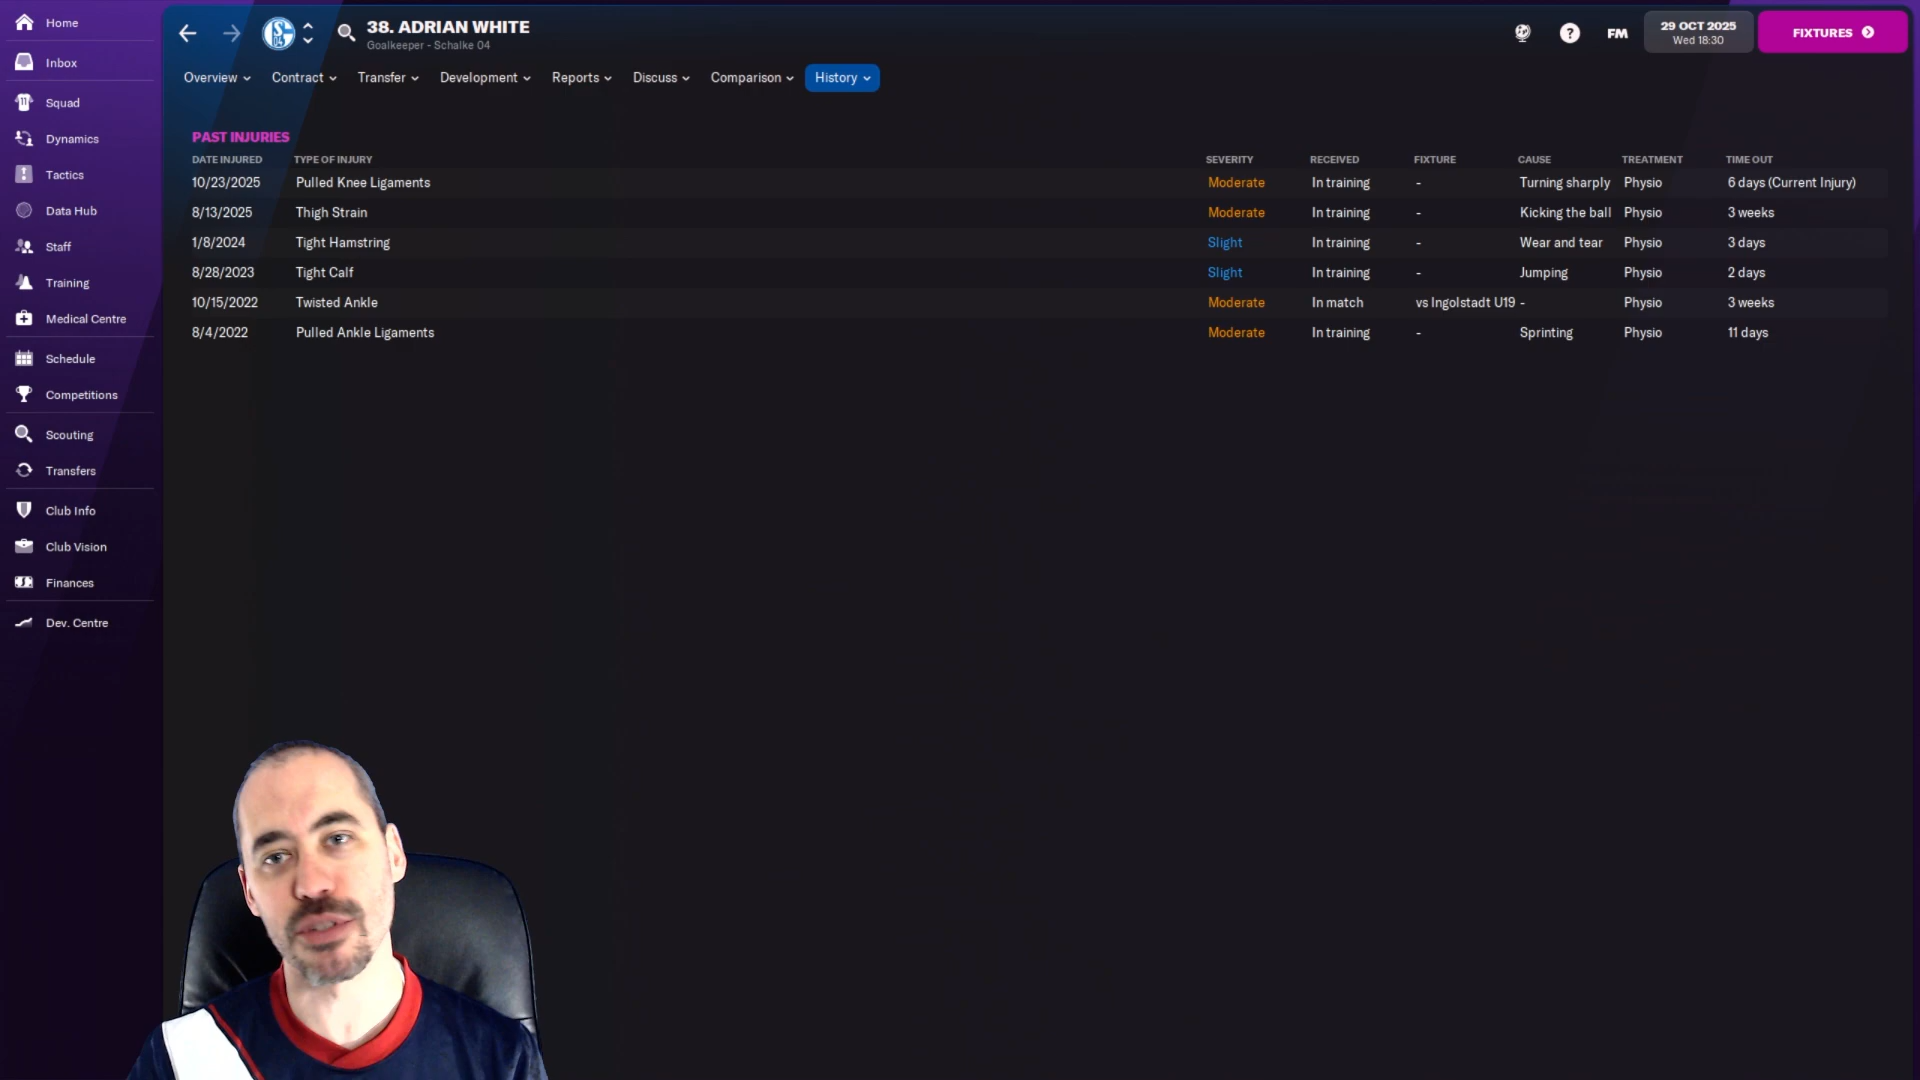 Home
Inbox
Squad
Dynamics
Tactics
Data Hub
Staff
Training
Medical Centre
Schedule
Competitions
Scouting
Transfers
Club Info
Club Vision
Finances
Dev. Centre
38. ADRIAN WHITE
Goalkeeper - Schalke 04
FM
29 OCT 2025
Wed 18:30
FIXTURES
Overview Contract Transfer Development Reports Discuss Comparison History
PAST INJURIES
DATE INJURED TYPE OF INJURY SEVERITY RECEIVED FIXTURE CAUSE TREATMENT TIME OUT
10/23/2025 Pulled Knee Ligaments Moderate In training - Turning sharply Physio 6 days (Current Injury)
8/13/2025 Thigh Strain Moderate In training - Kicking the ball Physio 3 weeks
1/8/2024 Tight Hamstring Slight In training - Wear and tear Physio 3 days
8/28/2023 Tight Calf Slight In training - Jumping Physio 2 days
10/15/2022 Twisted Ankle Moderate In match vs Ingolstadt U19 - Physio 3 weeks
8/4/2022 Pulled Ankle Ligaments Moderate In training - Sprinting Physio 11 days